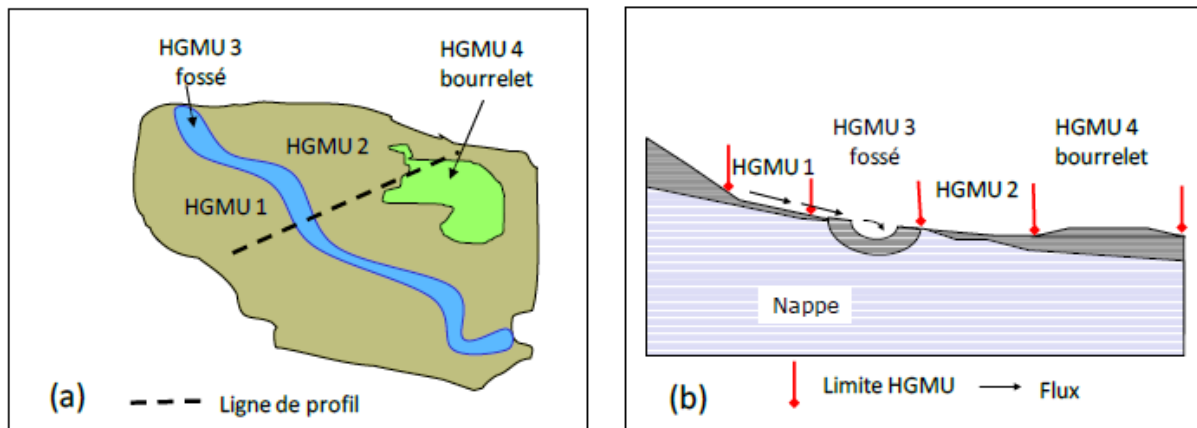 HGMU 3
fossé
HGMU 4
bourrelet
HGMU 2
HGMU 1
(a)
Ligne de profil
HGMU 1
HGMU 3
fossé
HGMU 4
bourrelet
HGMU 2
Nappe
(b)
Limite HGMU
Flux